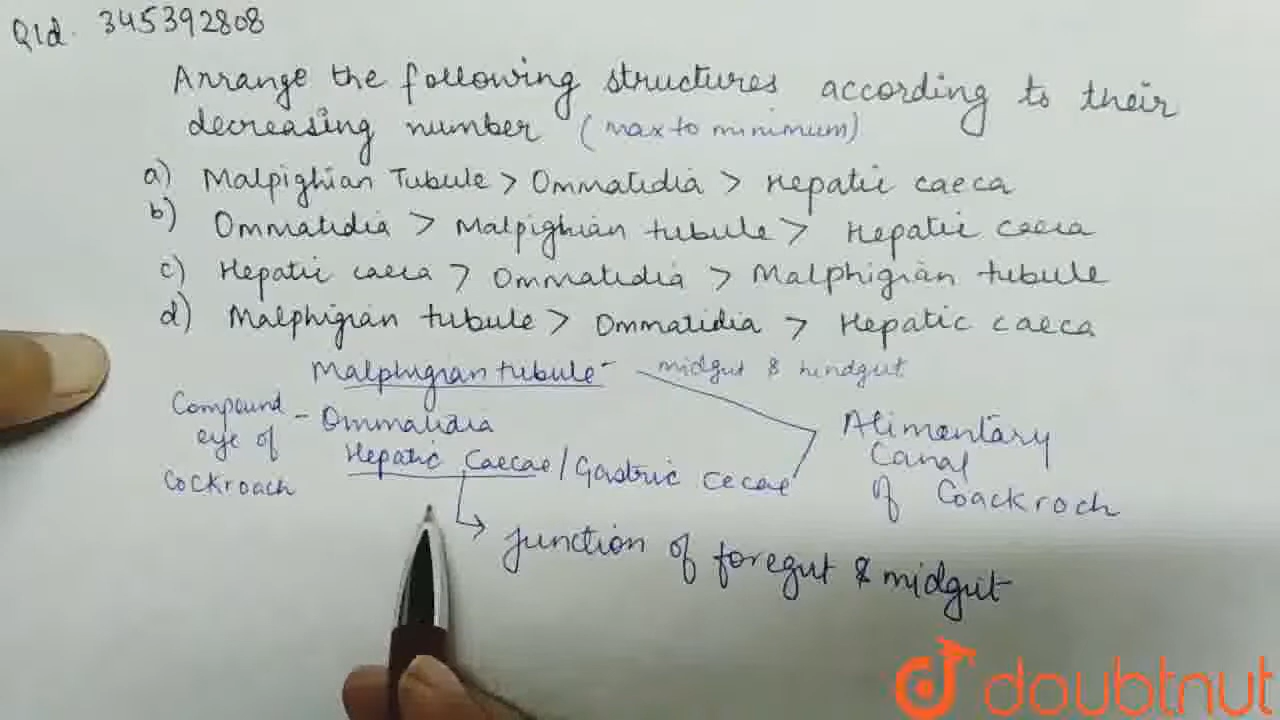 QId. 345392808
Arrange the following structures according to their
decreasing number (max to minimum)
a) Malpighian Tubule > Ommatidia > Hepatic caeca
b) Ommatidia > Malpighian tubule > Hepatic caeca
c) Hepatic caeca > Ommatidia > Malphigian tubule
d) Malphigian tubule > Ommatidia > Hepatic caeca
Malphigian tubule - midgut & hindgut
Compound eye of Cockroach - Ommatidia
Hepatic Caecae / Gastric cecae
Alimentary
Canal
of Coackroch
Junction of foregut & midgut
doubtnut